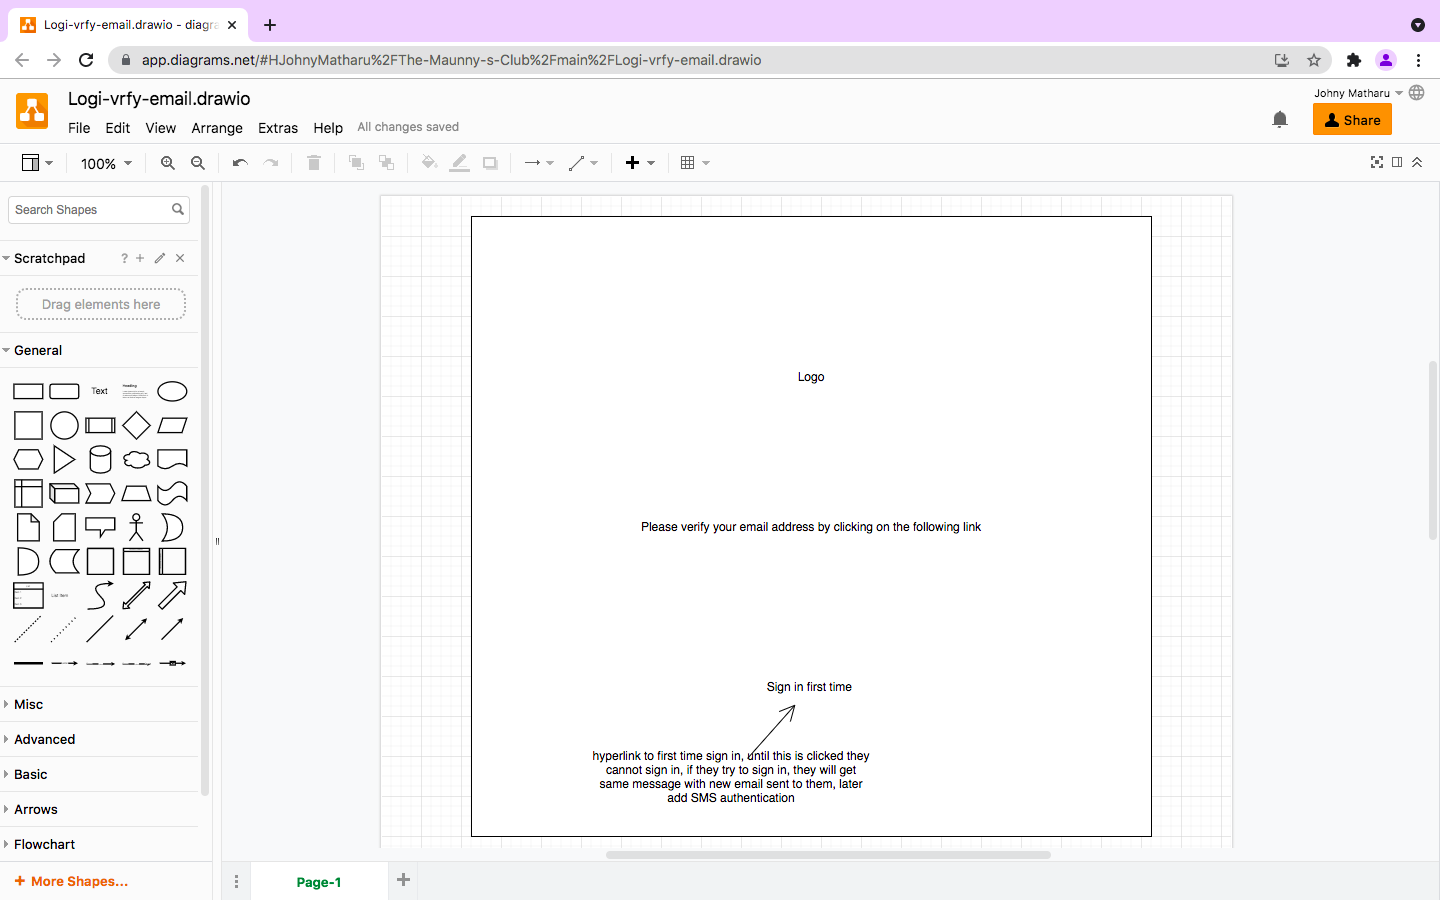 Logi-vrfy-email.drawio - diagra
app.diagrams.net/#HJohnyMatharu%2FThe-Maunny-s-Club%2Fmain%2FLogi-vrfy-email.drawio
Logi-vrfy-email.drawio
Johny Matharu
File Edit View Arrange Extras Help All changes saved
Share
100%
Search Shapes
Scratchpad ? + 
Drag elements here
General
Text
Heading
List Item
Misc
Advanced
Basic
Arrows
Flowchart
+ More Shapes...
Logo
Please verify your email address by clicking on the following link
Sign in first time
hyperlink to first time sign in, until this is clicked they
cannot sign in, if they try to sign in, they will get
same message with new email sent to them, later
add SMS authentication
Page-1